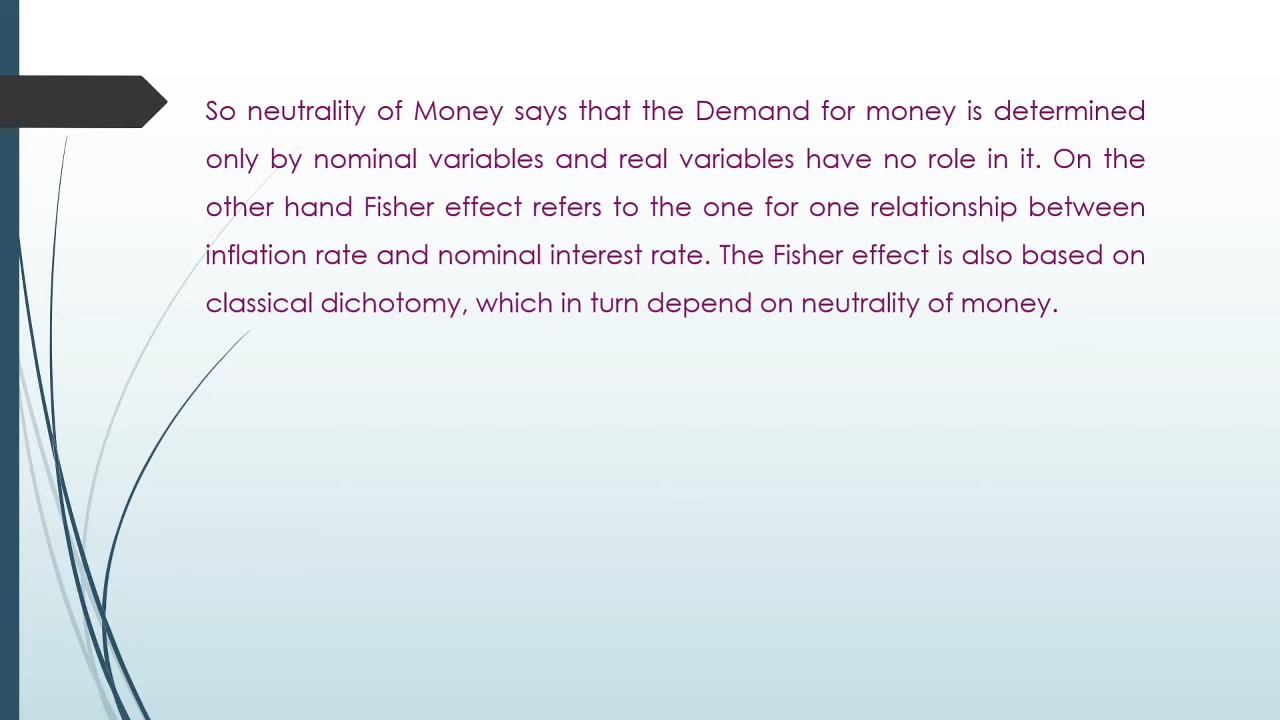 So neutrality of Money says that the Demand for money is determined
only by nominal variables and real variables have no role in it. On the
other hand Fisher effect refers to the one for one relationship between
inflation rate and nominal interest rate. The Fisher effect is also based on
classical dichotomy, which in turn depend on neutrality of money.